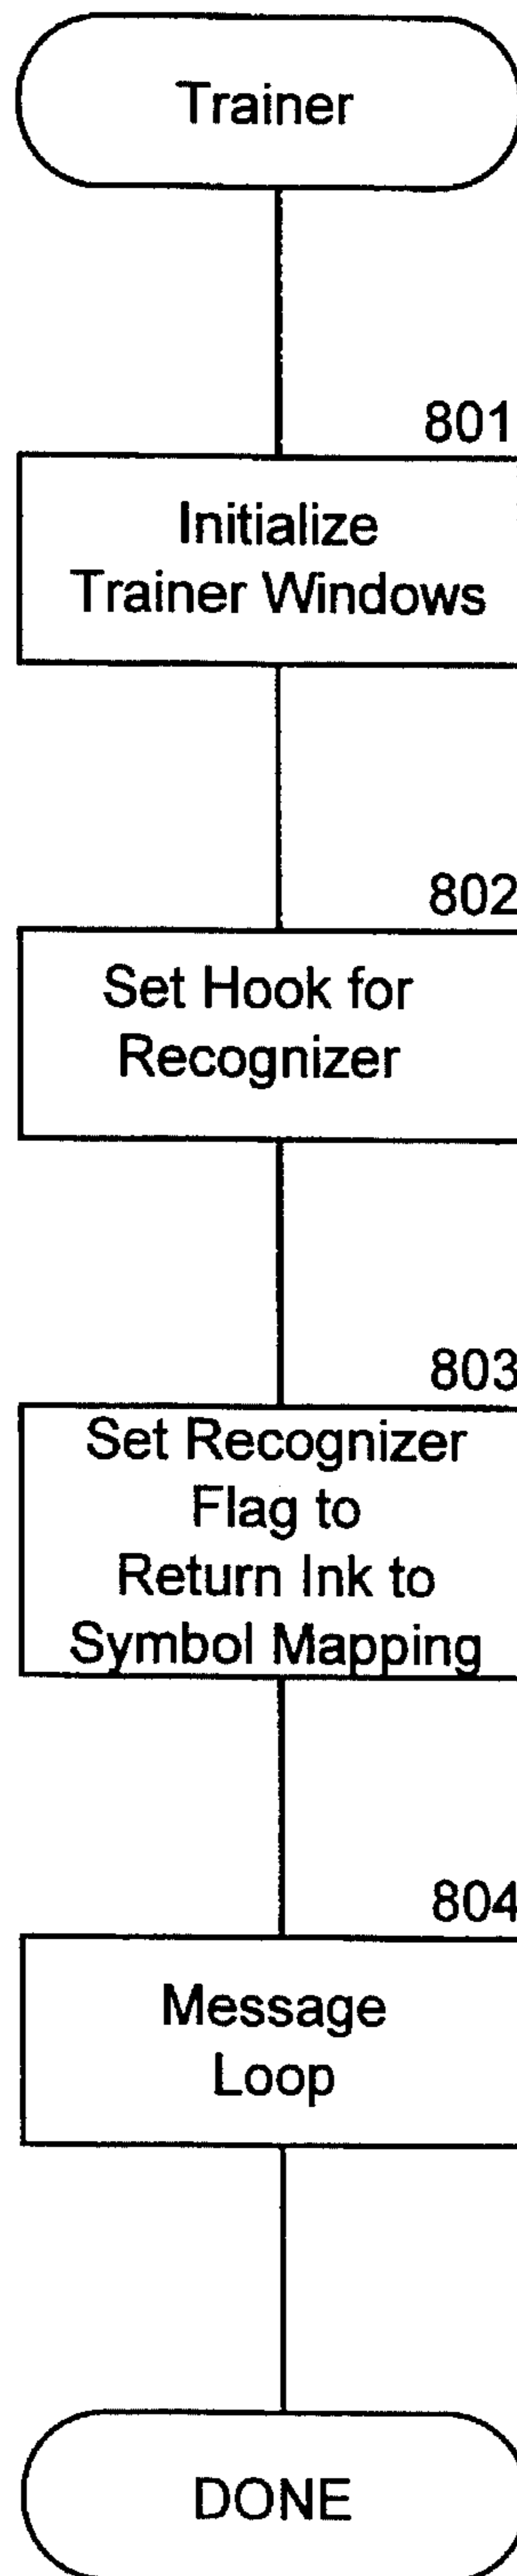 Trainer
801
Initialize
Trainer Windows
802
Set Hook for
Recognizer
803
Set Recognizer
Flag to
Return Ink to
Symbol Mapping
804
Message
Loop
DONE